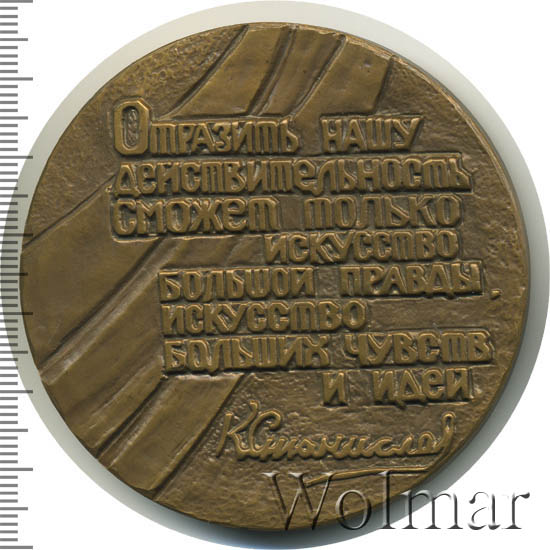 Отразить нашу
действительность
сможет только
искусство
большой правды,
искусство
больших чувств
и идей
КСтанислав
Wolmar